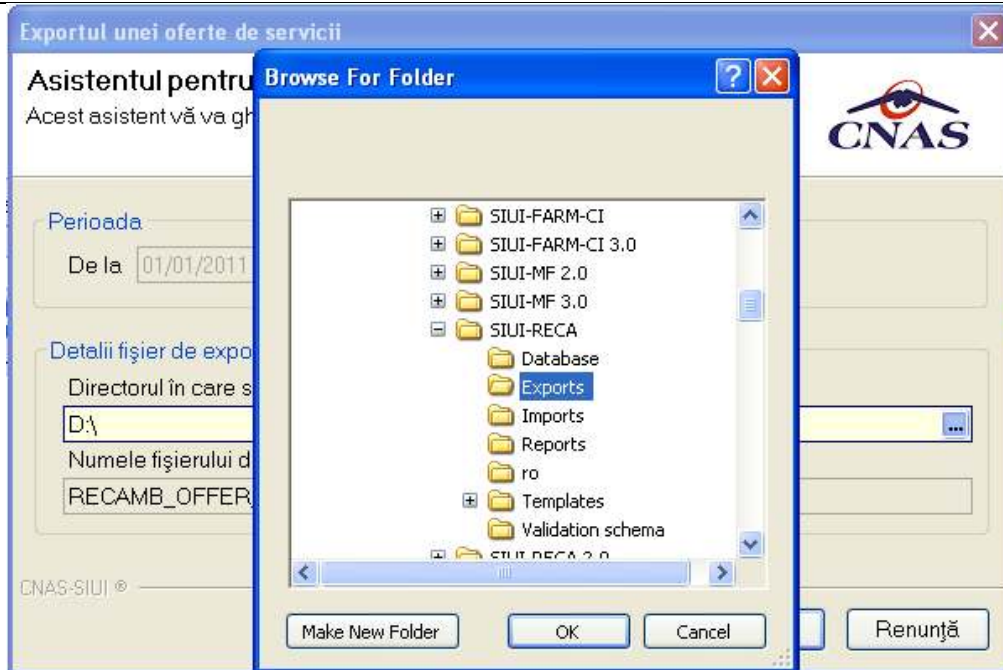 Exportul unei oferte de servicii
Browse For Folder
Asistentul pentru
Acest asistent vă va
CNAS
Perioada
De la 01/01/2011
SIUI-FARM-CI
SIUI-FARM-CI 3.0
SIUI-MF 2.0
SIUI-MF 3.0
SIUI-RECA
Database
Exports
Imports
Reports
ro
Templates
Validation schema
Detalii fişier de
Directorul în care
D:\
...
Numele fişierului
RECAMB_OFFER_
CNAS-SIUI ®
Make New Folder
OK
Cancel
Renunţă